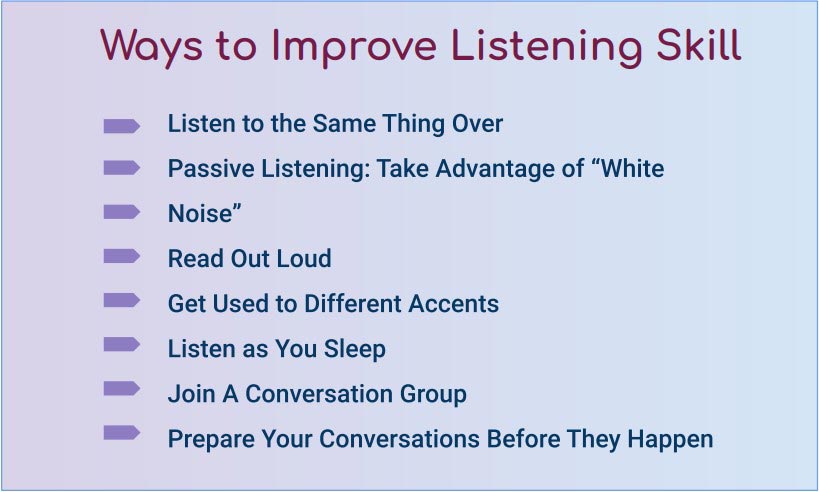 Ways to Improve Listening Skill
Listen to the Same Thing Over
Passive Listening: Take Advantage of “White
Noise”
Read Out Loud
Get Used to Different Accents
Listen as You Sleep
Join A Conversation Group
Prepare Your Conversations Before They Happen